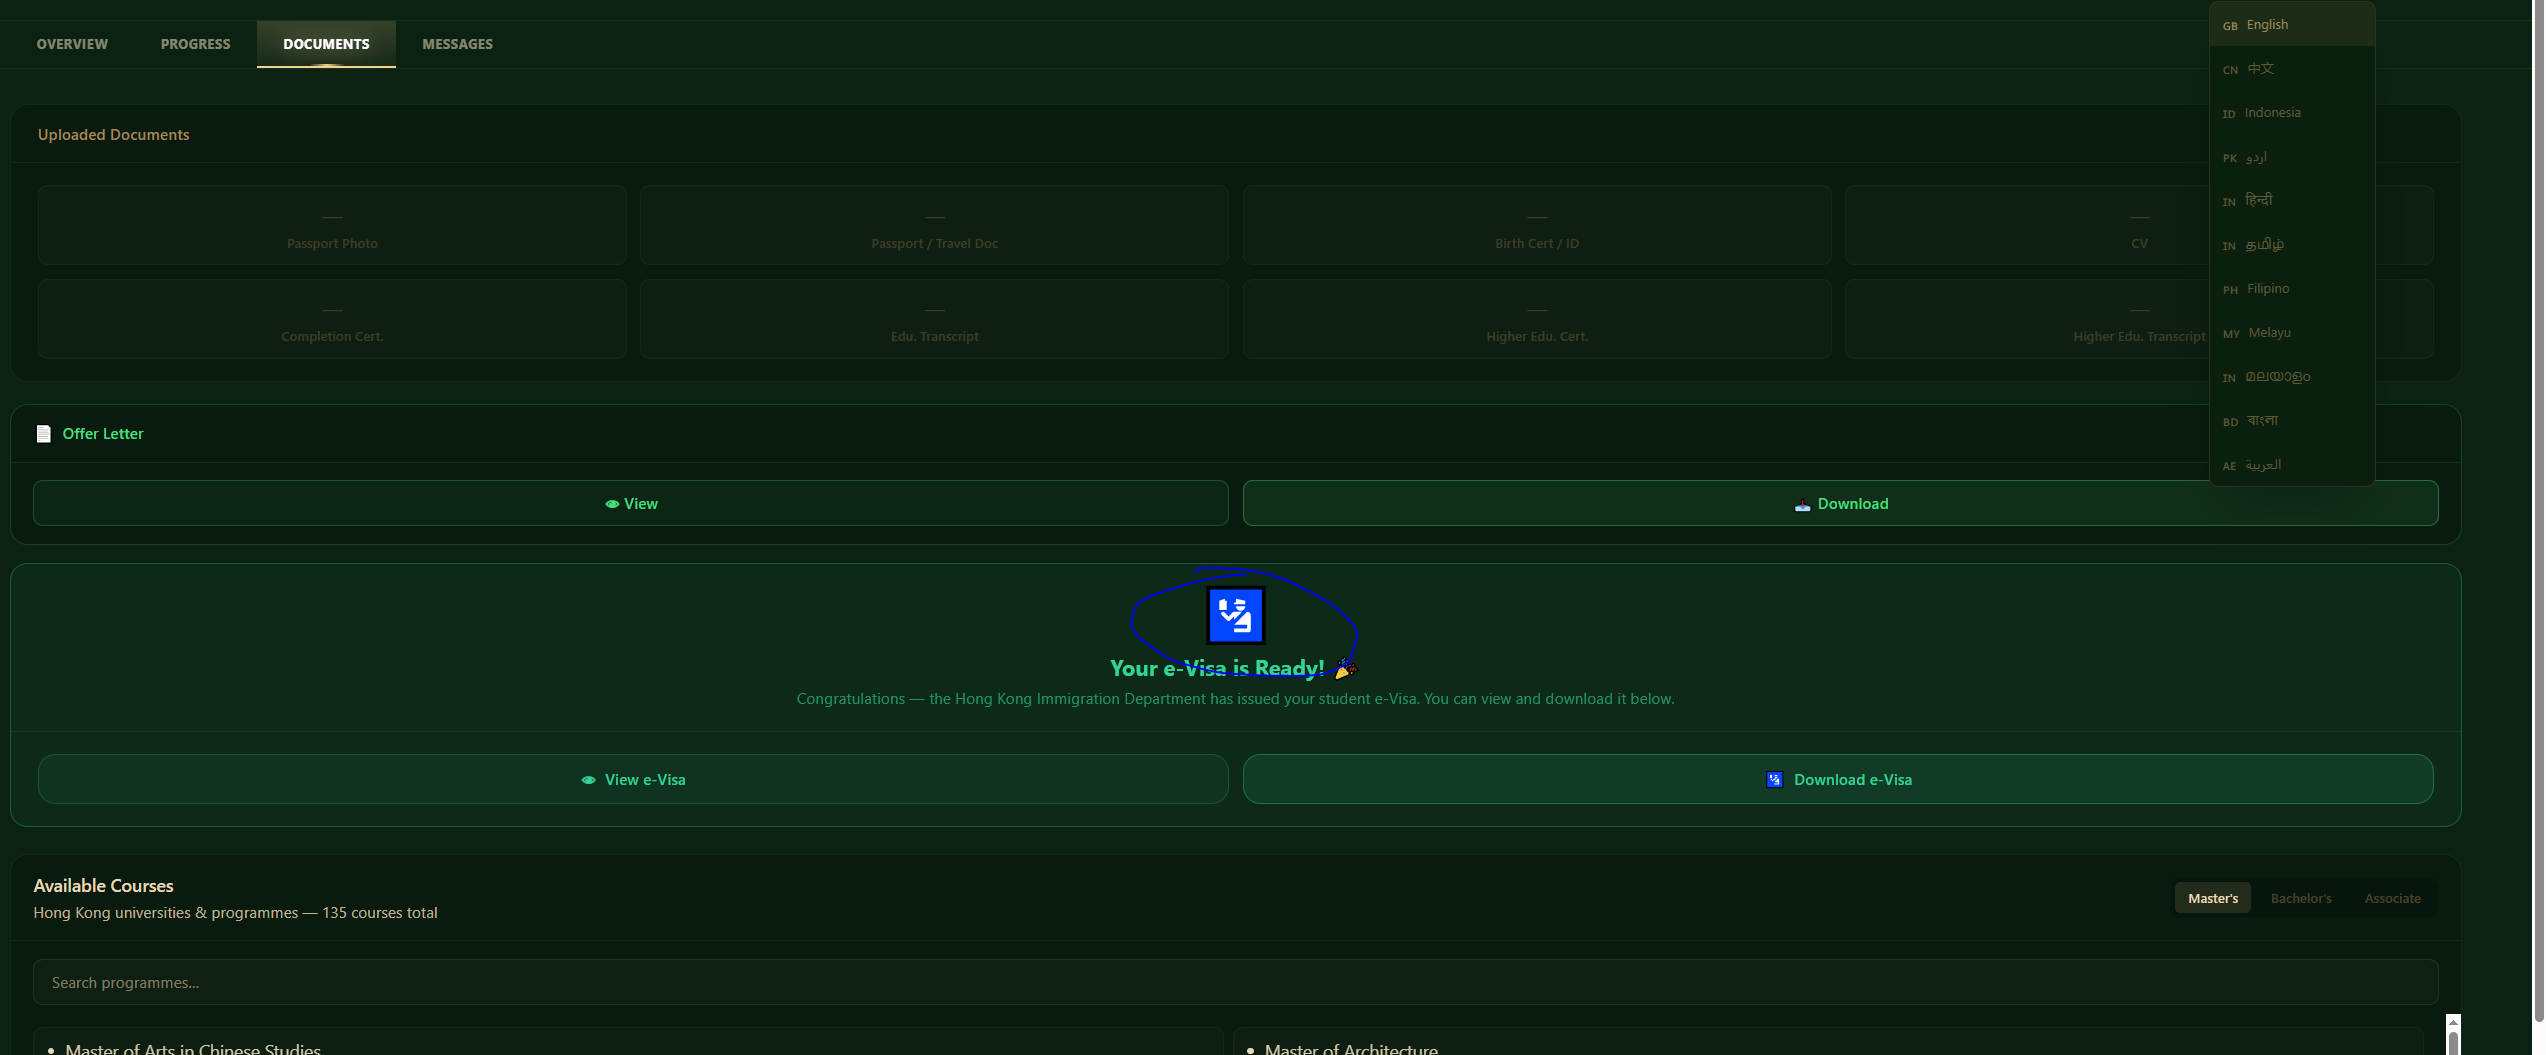 OVERVIEW PROGRESS DOCUMENTS MESSAGES
GB English
CN 中文
ID Indonesia
PK اردو
IN हिन्दी
IN தமிழ்
PH Filipino
MY Melayu
IN മലയാളം
BD বাংলা
AE العربية
Uploaded Documents
— — — —
Passport Photo Passport / Travel Doc Birth Cert / ID CV
— — — —
Completion Cert. Edu. Transcript Higher Edu. Cert. Higher Edu. Transcript
Offer Letter
View Download
Your e-Visa is Ready!
Congratulations — the Hong Kong Immigration Department has issued your student e-Visa. You can view and download it below.
View e-Visa Download e-Visa
Available Courses
Hong Kong universities & programmes — 135 courses total
Master's Bachelor's Associate
Search programmes...
• Master of Arts in Chinese Studies
• Master of Architecture